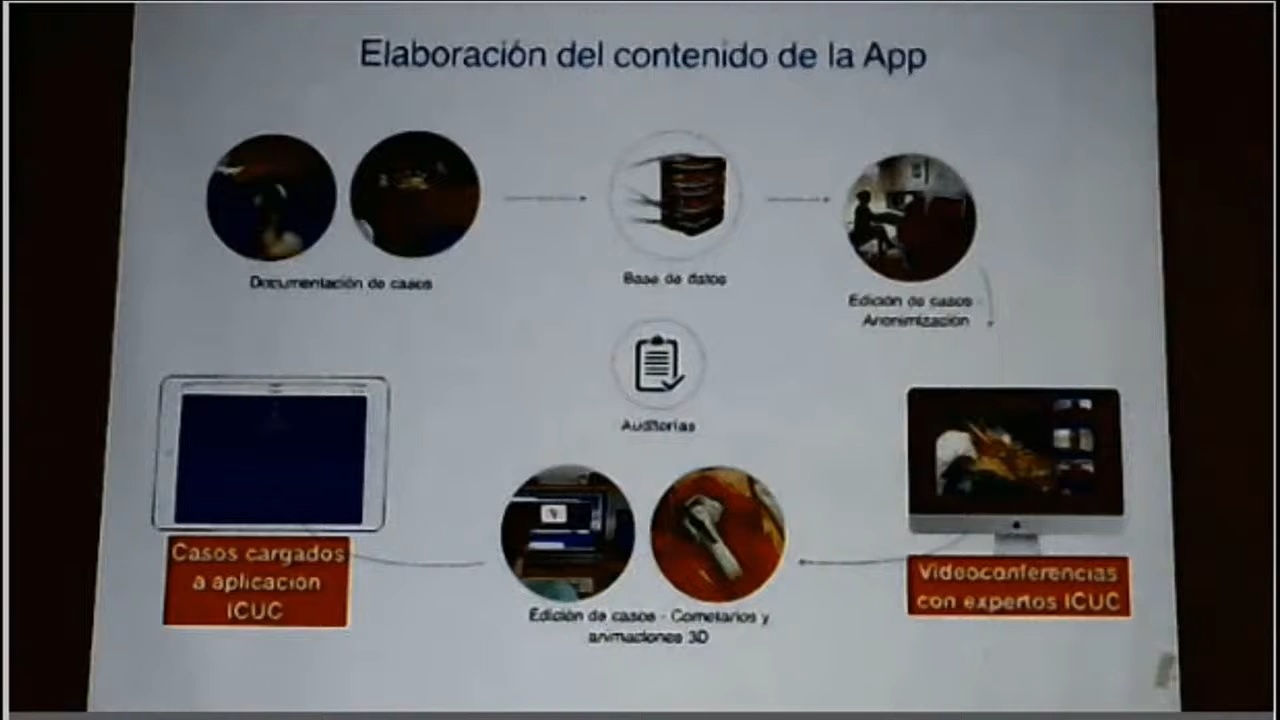 Elaboración del contenido de la App
Documentación de casos
Base de datos
Edición de casos -
Anonimización
Auditorías
Casos cargados
a aplicación
ICUC
Edición de casos - Cometarios y
animaciones 3D
Videoconferencias
con expertos ICUC